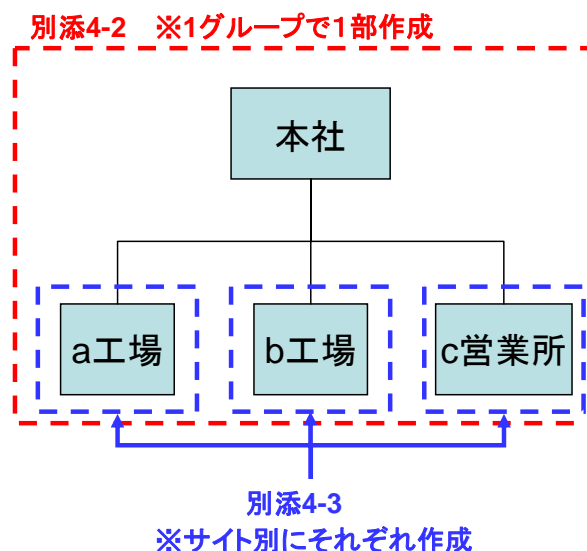 別添4-2　※1グループで1部作成
本社
a工場
b工場
c営業所
別添4-3
※サイト別にそれぞれ作成